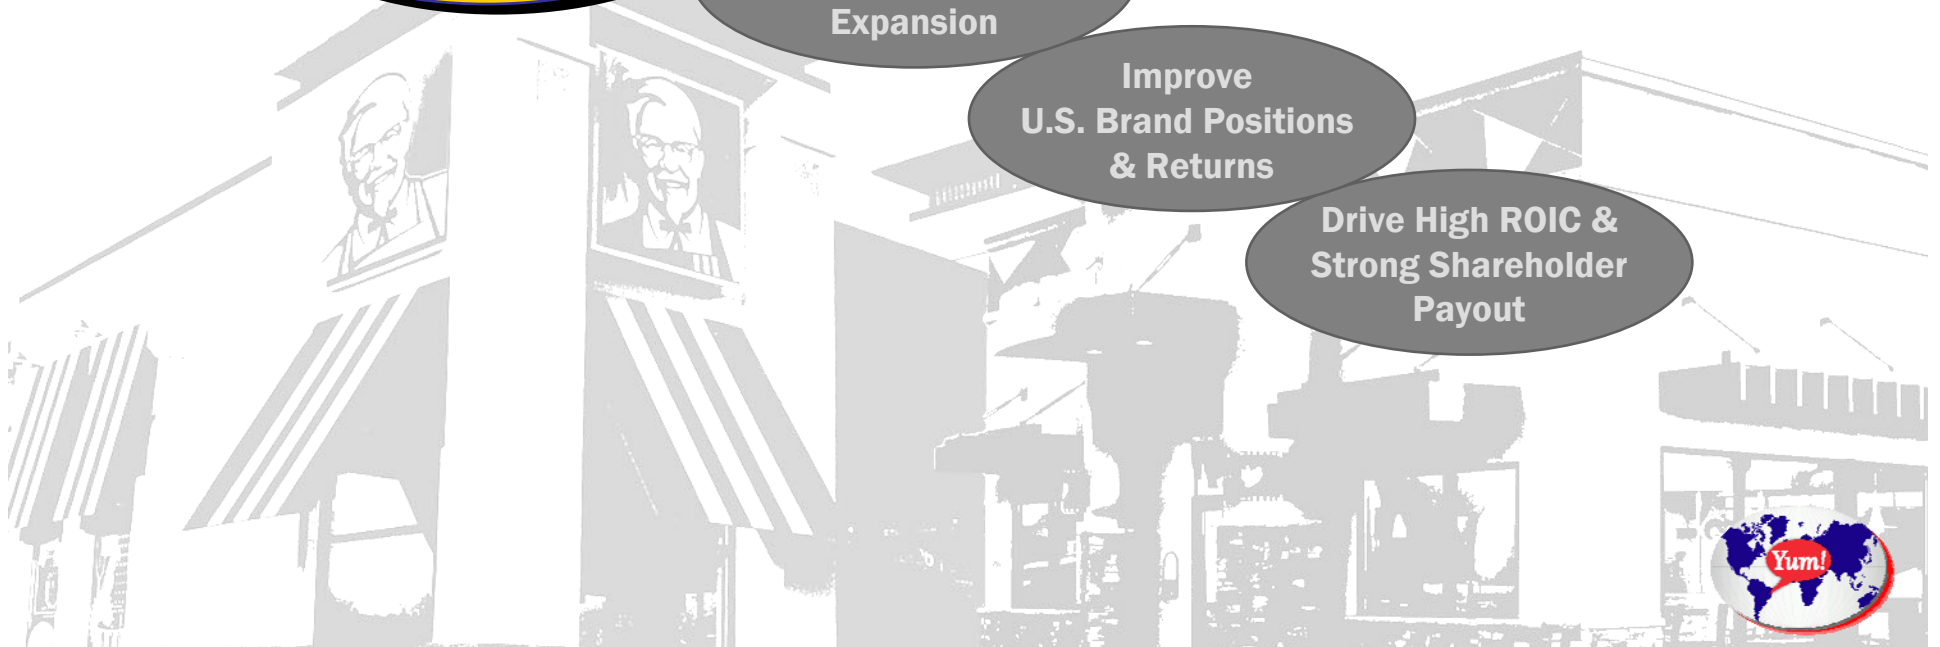 Expansion
Improve
U.S. Brand Positions
& Returns
Drive High ROIC &
Strong Shareholder
Payout
Yum!